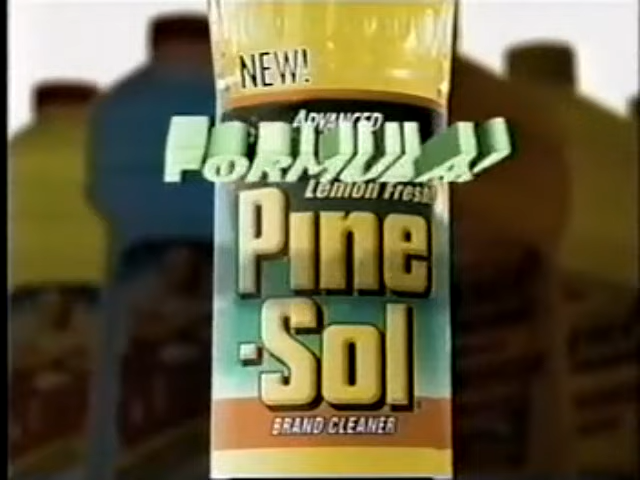 NEW!
ADVANCED
FORMULA
Lemon Fresh
Pine
-Sol
BRAND CLEANER